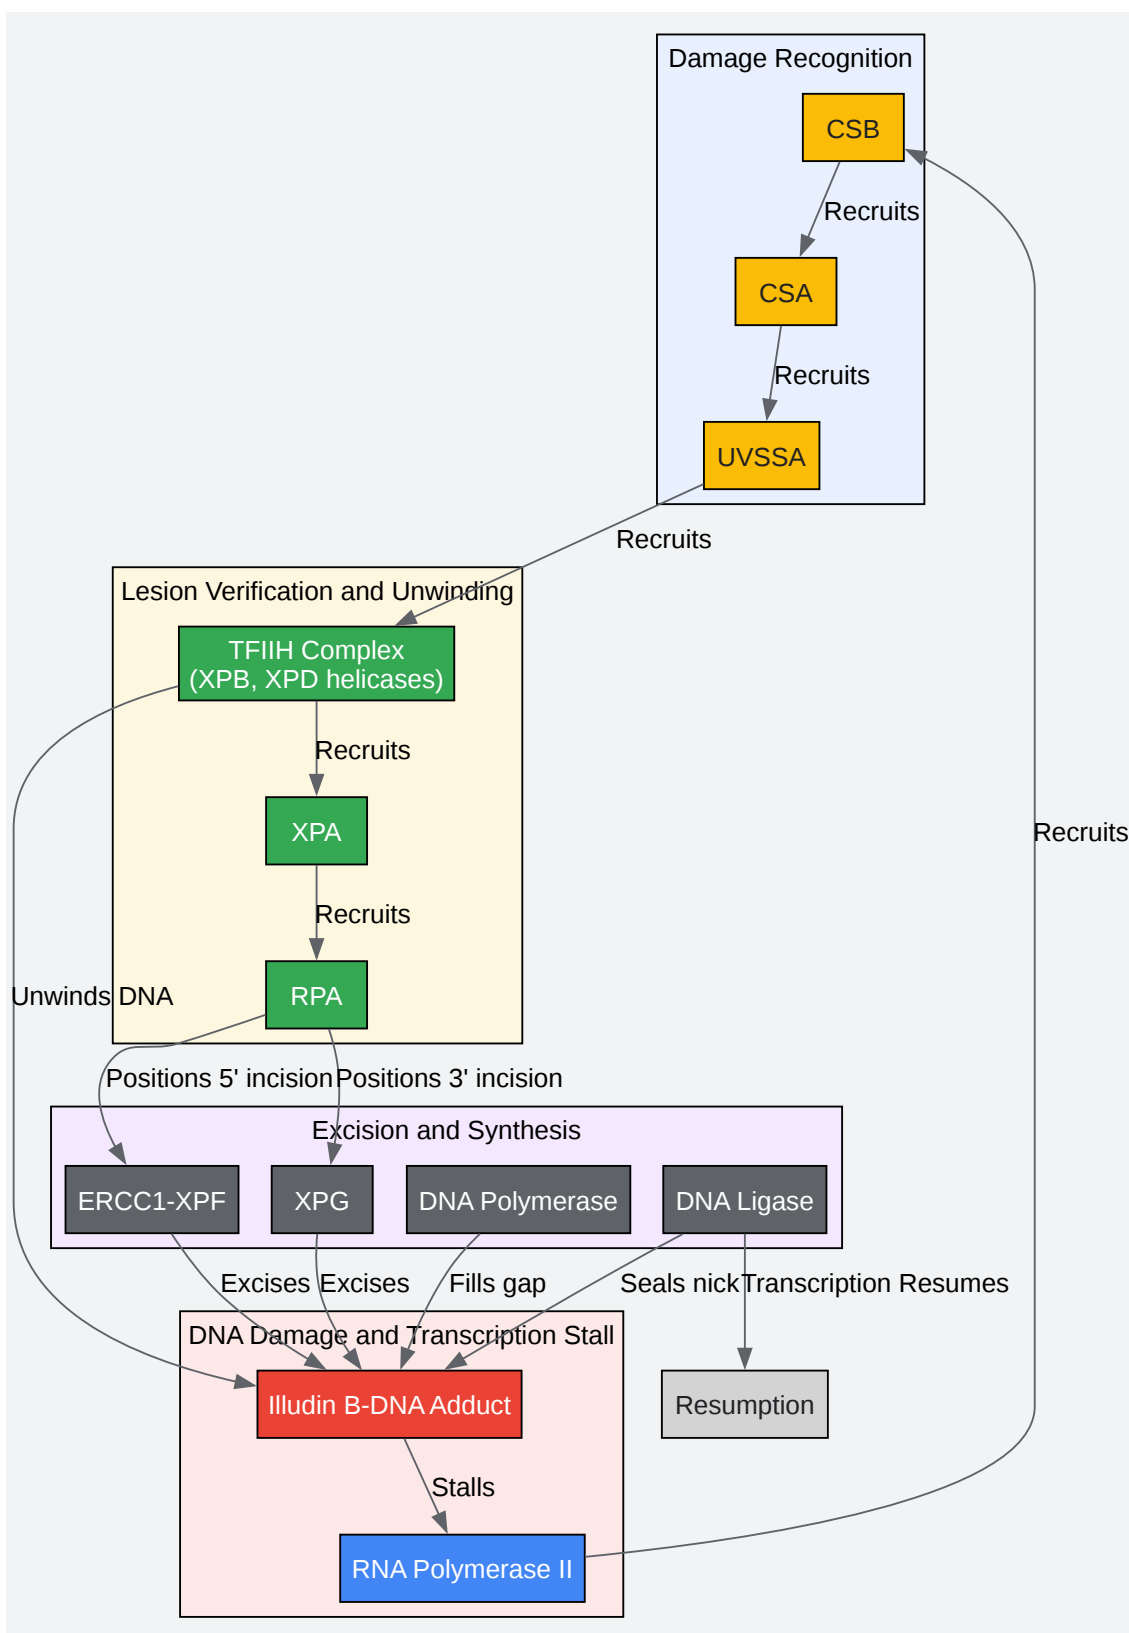 Damage Recognition
CSB
Recruits
CSA
Recruits
UVSSA
Recruits
Lesion Verification and Unwinding
TFIIH Complex
(XPB, XPD helicases)
Recruits
XPA
Recruits
Recruits
RPA
Unwinds DNA
Positions 5' incision
Positions 3' incision
Excision and Synthesis
ERCC1-XPF
XPG
DNA Polymerase
DNA Ligase
Excises
Excises
Fills gap
Seals nick
Transcription Resumes
DNA Damage and Transcription Stall
Illudin B-DNA Adduct
Resumption
Stalls
RNA Polymerase II